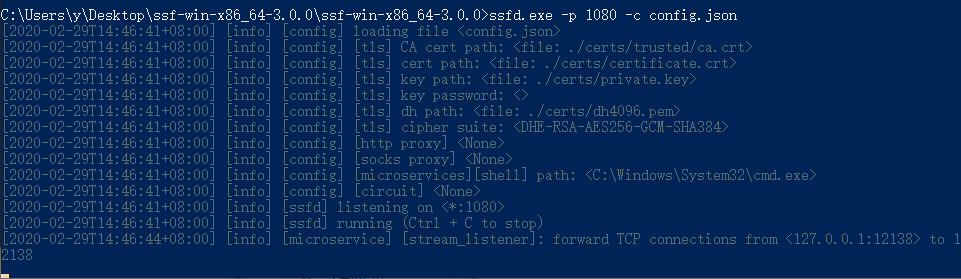 C:\Users\y\Desktop\ssf-win-x86_64-3.0.0\ssf-win-x86_64-3.0.0>ssfd.exe -p 1080 -c config.json
[2020-02-29T14:46:41+08:00] [info] [config] loading file <config.json>
[2020-02-29T14:46:41+08:00] [info] [config] [tls] CA cert path: <file: ./certs/trusted/ca.crt>
[2020-02-29T14:46:41+08:00] [info] [config] [tls] cert path: <file: ./certs/certificate.crt>
[2020-02-29T14:46:41+08:00] [info] [config] [tls] key path: <file: ./certs/private.key>
[2020-02-29T14:46:41+08:00] [info] [config] [tls] key password: <>
[2020-02-29T14:46:41+08:00] [info] [config] [tls] dh path: <file: ./certs/dh4096.pem>
[2020-02-29T14:46:41+08:00] [info] [config] [tls] cipher suite: <DHE-RSA-AES256-GCM-SHA384>
[2020-02-29T14:46:41+08:00] [info] [config] [http proxy] <None>
[2020-02-29T14:46:41+08:00] [info] [config] [socks proxy] <None>
[2020-02-29T14:46:41+08:00] [info] [config] [microservices][shell] path: <C:\Windows\System32\cmd.exe>
[2020-02-29T14:46:41+08:00] [info] [config] [circuit] <None>
[2020-02-29T14:46:41+08:00] [info] [ssfd] listening on <*:1080>
[2020-02-29T14:46:41+08:00] [info] [ssfd] running (Ctrl + C to stop)
[2020-02-29T14:46:44+08:00] [info] [microservice] [stream_listener]: forward TCP connections from <127.0.0.1:12138> to 1
2138